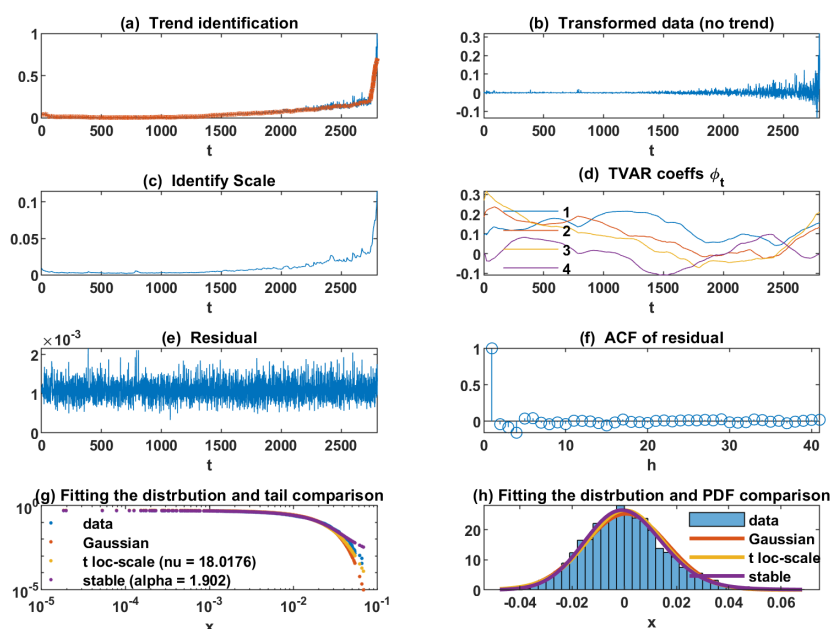 (a) Trend identification
1
0.5
0
0 500 1000 1500 2000 2500
t
(b) Transformed data (no trend)
0.3
0.2
0.1
0
-0.1
0 500 1000 1500 2000 2500
t
(c) Identify Scale
0.1
0.05
0
0 500 1000 1500 2000 2500
t
(d) TVAR coeffs ϕt
0.3
0.2
0.1
0
-0.1
1
2
3
4
0 500 1000 1500 2000 2500
t
(e) Residual
×10-3
2
1
0
0 500 1000 1500 2000 2500
t
(f) ACF of residual
1
0.5
0
0 10 20 30 40
h
(g) Fitting the distrbution and tail comparison
100
10-5
data
Gaussian
t loc-scale (nu = 18.0176)
stable (alpha = 1.902)
10-5 10-4 10-3 10-2 10-1
x
(h) Fitting the distrbution and PDF comparison
20
10
0
data
Gaussian
t loc-scale
stable
-0.04 -0.02 0 0.02 0.04 0.06
x